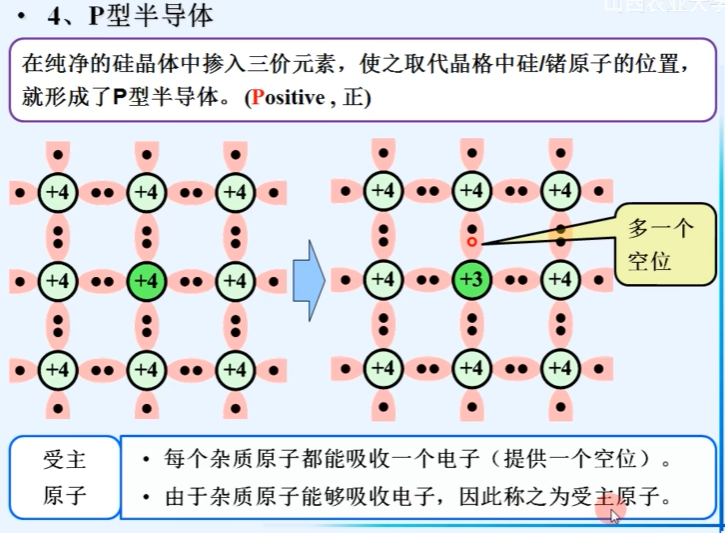 • 4、P型半导体
在纯净的硅晶体中掺入三价元素，使之取代晶格中硅/锗原子的位置，
就形成了P型半导体。(Positive , 正)
+4 +4 +4 +4 +4 +4
多一个
空位
+4 +4 +4 +4 +3 +4
+4 +4 +4 +4 +4 +4
受主
原子
• 每个杂质原子都能吸收一个电子（提供一个空位）。
• 由于杂质原子能够吸收电子，因此称之为受主原子。